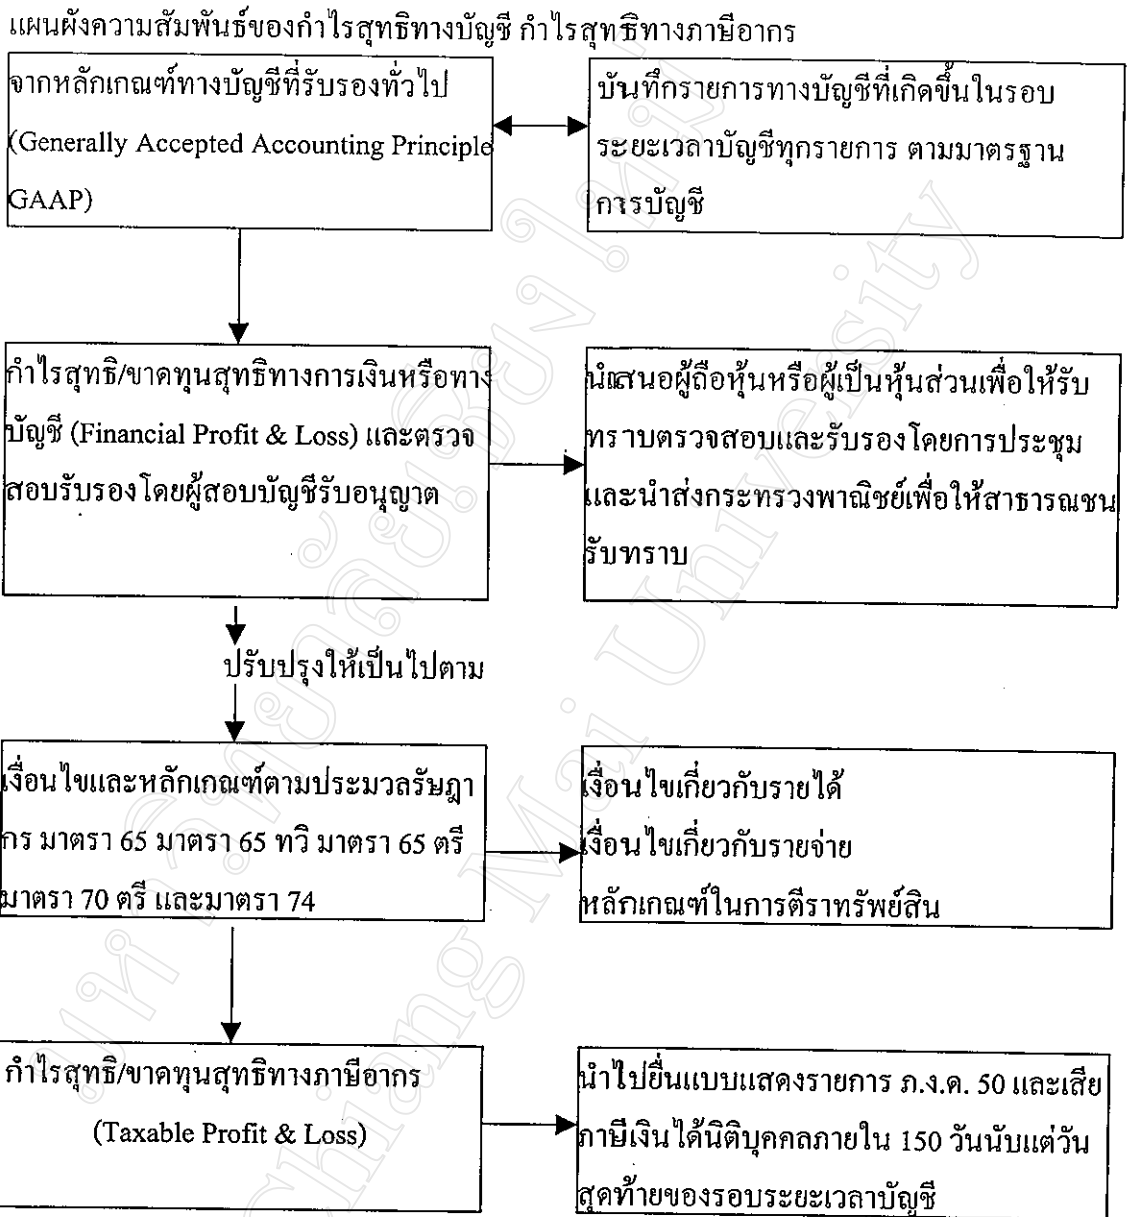 แผนผังความสัมพันธ์ของกำไรสุทธิทางบัญชี กำไรสุทธิทางภาษีอากร
จากหลักเกณฑ์ทางบัญชีที่รับรองทั่วไป
(Generally Accepted Accounting Principle
GAAP)
บันทึกรายการทางบัญชีที่เกิดขึ้นในรอบ
ระยะเวลาบัญชีทุกรายการ ตามมาตรฐาน
การบัญชี
กำไรสุทธิ/ขาดทุนสุทธิทางการเงินหรือทาง
บัญชี (Financial Profit & Loss) และตรวจ
สอบรับรองโดยผู้สอบบัญชีรับอนุญาต
นำเสนอผู้ถือหุ้นหรือผู้เป็นหุ้นส่วนเพื่อให้รับ
ทราบตรวจสอบและรับรองโดยการประชุม
และนำส่งกระทรวงพาณิชย์เพื่อให้สาธารณชน
รับทราบ
ปรับปรุงให้เป็นไปตาม
เงื่อนไขและหลักเกณฑ์ตามประมวลรัษฎา
กร มาตรา 65 มาตรา 65 ทวิ มาตรา 65 ตรี
มาตรา 70 ตรี และมาตรา 74
เงื่อนไขเกี่ยวกับรายได้
เงื่อนไขเกี่ยวกับรายจ่าย
หลักเกณฑ์ในการตีราทรัพย์สิน
กำไรสุทธิ/ขาดทุนสุทธิทางภาษีอากร
(Taxable Profit & Loss)
นำไปยื่นแบบแสดงรายการ ภ.ง.ด. 50 และเสีย
ภาษีเงินได้นิติบุคคลภายใน 150 วันนับแต่วัน
สุดท้ายของรอบระยะเวลาบัญชี
Chiang Mai University